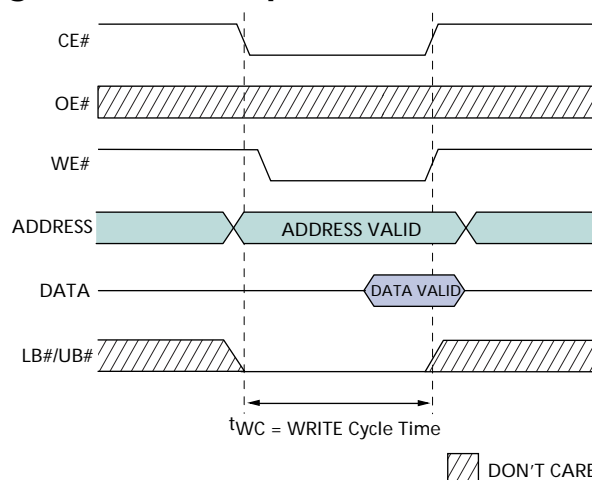 CE#
OE#
WE#
ADDRESS
ADDRESS VALID
DATA
DATA VALID
LB#/UB#
tWC = WRITE Cycle Time
DON'T CARE